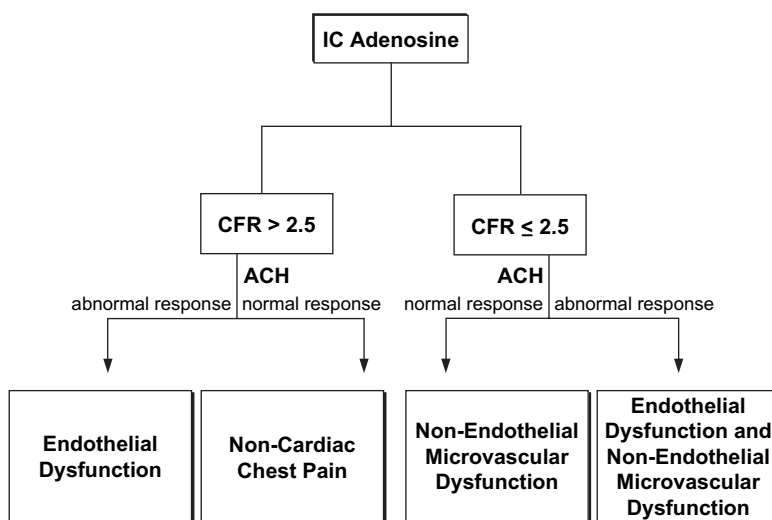 IC Adenosine
CFR > 2.5
CFR ≤ 2.5
ACH
ACH
abnormal response
normal response
normal response
abnormal response
Endothelial
Dysfunction
Non-Cardiac
Chest Pain
Non-Endothelial
Microvascular
Dysfunction
Endothelial
Dysfunction and
Non-Endothelial
Microvascular
Dysfunction